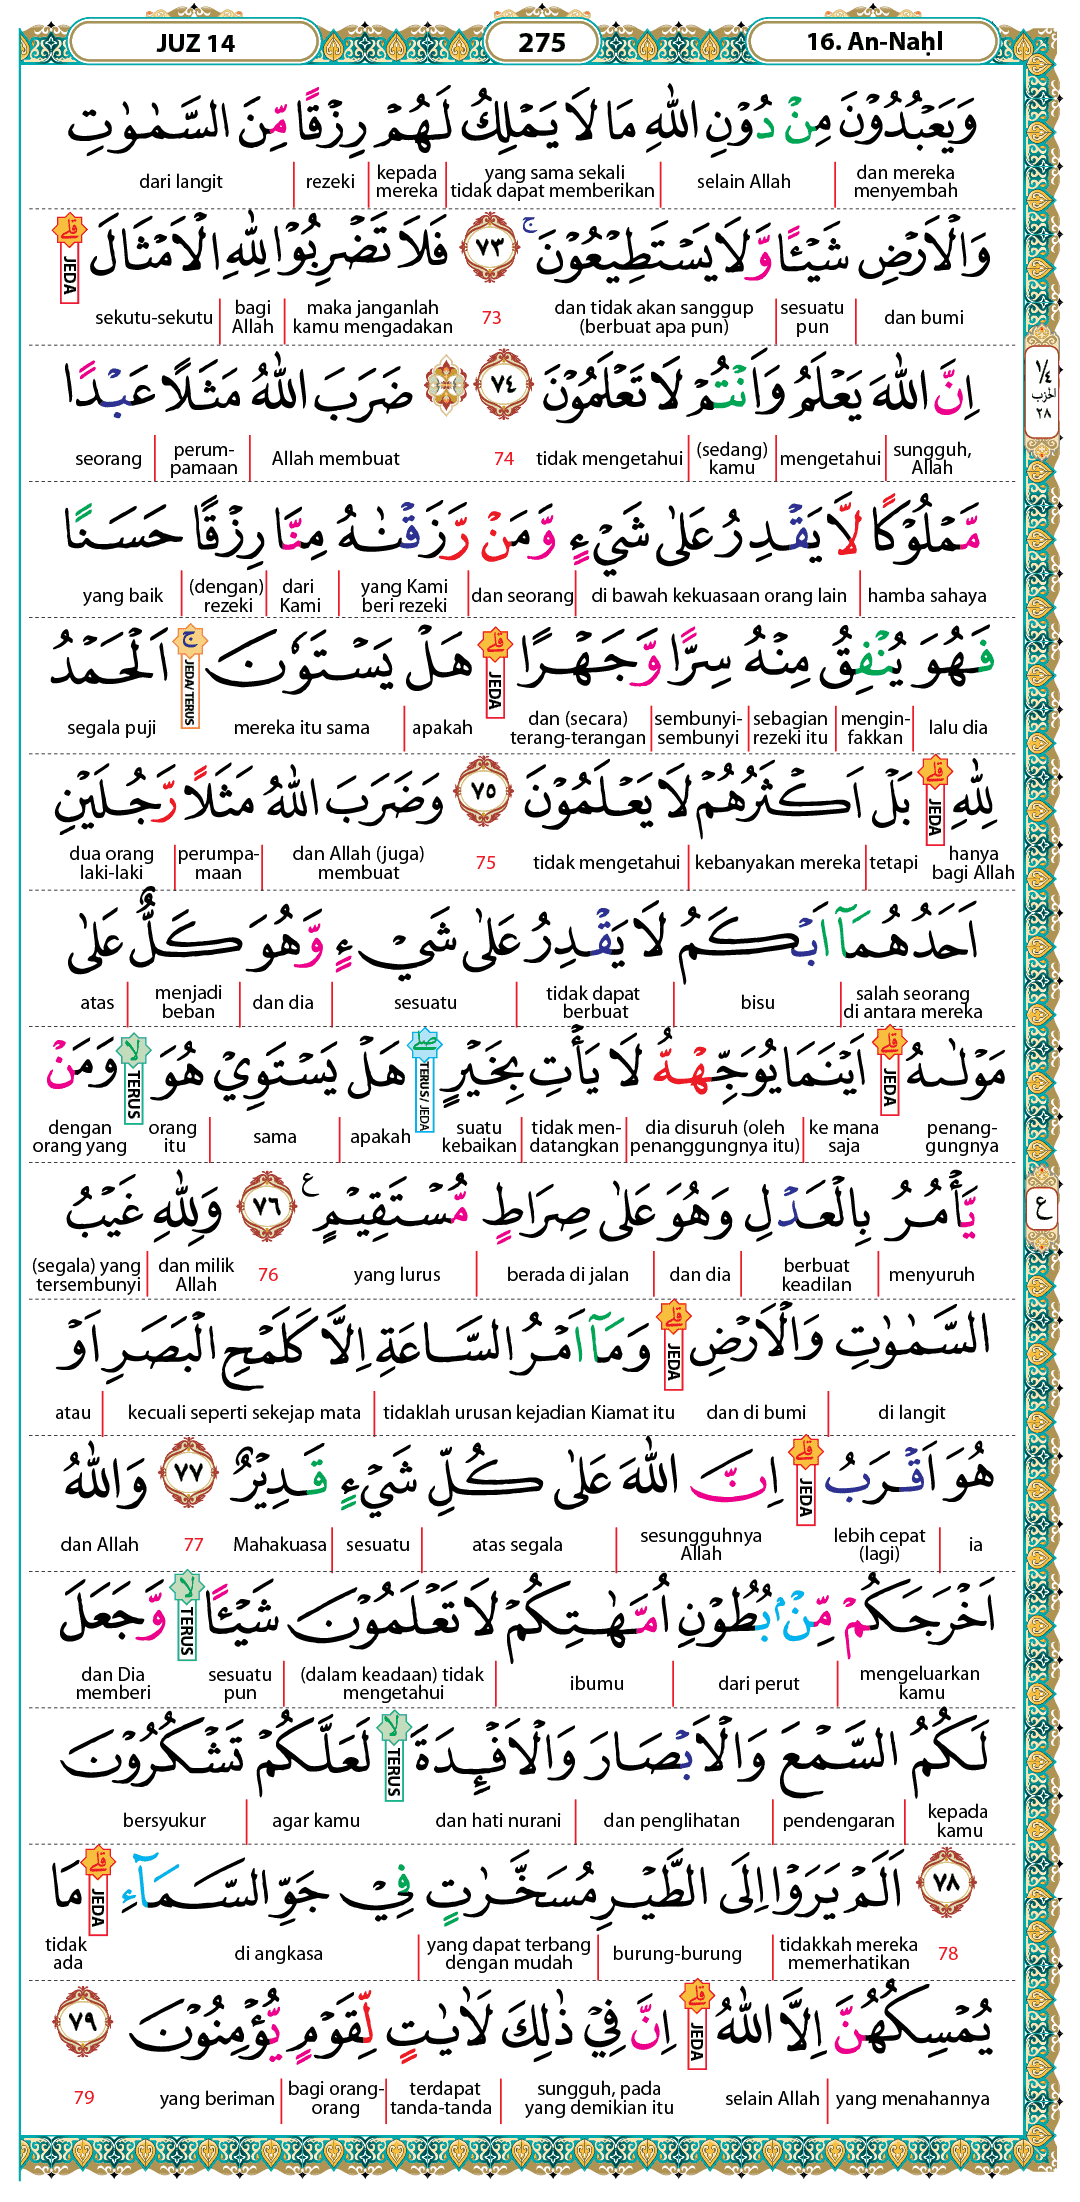 JUZ 14 275 16. An-Naḥl
وَيَعْبُدُوْنَ مِنْ دُوْنِ اللّٰهِ مَا لَا يَمْلِكُ لَهُمْ رِزْقًا مِّنَ السَّمٰوٰتِ
dan mereka menyembah | selain Allah | yang sama sekali tidak dapat memberikan | kepada mereka | rezeki | dari langit
وَالْاَرْضِ شَيْـًٔا وَّلَا يَسْتَطِيْعُوْنَ ۚ ٧٣ فَلَا تَضْرِبُوْا لِلّٰهِ الْاَمْثَالَ ۗ JEDA
dan bumi | sesuatu pun | dan tidak akan sanggup (berbuat apa pun) 73 maka janganlah kamu mengadakan | bagi Allah | sekutu-sekutu
اِنَّ اللّٰهَ يَعْلَمُ وَاَنْتُمْ لَا تَعْلَمُوْنَ ٧٤ ۞ ضَرَبَ اللّٰهُ مَثَلًا عَبْدًا
¼ الحزب ٢٨
sungguh, Allah | mengetahui | (sedang) kamu | tidak mengetahui 74 Allah membuat | perum-pamaan | seorang
مَّمْلُوْكًا لَّا يَقْدِرُ عَلٰى شَيْءٍ وَّمَنْ رَّزَقْنٰهُ مِنَّا رِزْقًا حَسَنًا
hamba sahaya | di bawah kekuasaan orang lain | dan seorang | yang Kami beri rezeki | dari Kami | (dengan) rezeki | yang baik
فَهُوَ يُنْفِقُ مِنْهُ سِرًّا وَّجَهْرًا ۗ JEDA هَلْ يَسْتَوٗنَ ۚ JEDA/TERUS اَلْحَمْدُ
lalu dia | mengin-fakkan | sebagian rezeki itu | sembunyi-sembunyi | dan (secara) terang-terangan apakah | mereka itu sama segala puji
لِلّٰهِ ۗ JEDA بَلْ اَكْثَرُهُمْ لَا يَعْلَمُوْنَ ٧٥ وَضَرَبَ اللّٰهُ مَثَلًا رَّجُلَيْنِ
hanya bagi Allah tetapi | kebanyakan mereka | tidak mengetahui 75 dan Allah (juga) membuat | perumpa-maan | dua orang laki-laki
اَحَدُهُمَآ اَبْكَمُ لَا يَقْدِرُ عَلٰى شَيْءٍ وَّهُوَ كَلٌّ عَلٰى
salah seorang di antara mereka | bisu | tidak dapat berbuat | sesuatu | dan dia | menjadi beban | atas
مَوْلٰىهُ ۗ JEDA اَيْنَمَا يُوَجِّهْهُّ لَا يَأْتِ بِخَيْرٍ ۖ TERUS/JEDA هَلْ يَسْتَوِيْ هُوَ ۙ TERUS وَمَنْ
penang-gungnya ke mana saja | dia disuruh (oleh penanggungnya itu) | tidak men-datangkan | suatu kebaikan apakah | sama | orang itu dengan orang yang
يَّأْمُرُ بِالْعَدْلِ وَهُوَ عَلٰى صِرَاطٍ مُّسْتَقِيْمٍ ࣖ ٧٦ وَلِلّٰهِ غَيْبُ
ع
menyuruh | berbuat keadilan | dan dia | berada di jalan | yang lurus 76 dan milik Allah | (segala) yang tersembunyi
السَّمٰوٰتِ وَالْاَرْضِ ۗ JEDA وَمَآ اَمْرُ السَّاعَةِ اِلَّا كَلَمْحِ الْبَصَرِ اَوْ
di langit | dan di bumi tidaklah urusan kejadian Kiamat itu | kecuali seperti sekejap mata | atau
هُوَ اَقْرَبُ ۗ JEDA اِنَّ اللّٰهَ عَلٰى كُلِّ شَيْءٍ قَدِيْرٌ ٧٧ وَاللّٰهُ
ia | lebih cepat (lagi) sesungguhnya Allah | atas segala | sesuatu | Mahakuasa 77 dan Allah
اَخْرَجَكُمْ مِّنْۢ بُطُوْنِ اُمَّهٰتِكُمْ لَا تَعْلَمُوْنَ شَيْـًٔا ۙ TERUS وَّجَعَلَ
mengeluarkan kamu | dari perut | ibumu | (dalam keadaan) tidak mengetahui | sesuatu pun dan Dia memberi
لَكُمُ السَّمْعَ وَالْاَبْصَارَ وَالْاَفْـِٕدَةَ ۙ TERUS لَعَلَّكُمْ تَشْكُرُوْنَ
kepada kamu | pendengaran | dan penglihatan | dan hati nurani agar kamu | bersyukur
٧٨ اَلَمْ يَرَوْا اِلَى الطَّيْرِ مُسَخَّرٰتٍ فِيْ جَوِّ السَّمَاۤءِ ۗ JEDA مَا
78 tidakkah mereka memerhatikan | burung-burung | yang dapat terbang dengan mudah | di angkasa tidak ada
يُمْسِكُهُنَّ اِلَّا اللّٰهُ ۗ JEDA اِنَّ فِيْ ذٰلِكَ لَاٰيٰتٍ لِّقَوْمٍ يُّؤْمِنُوْنَ ٧٩
yang menahannya | selain Allah sungguh, pada yang demikian itu | terdapat tanda-tanda | bagi orang-orang | yang beriman 79